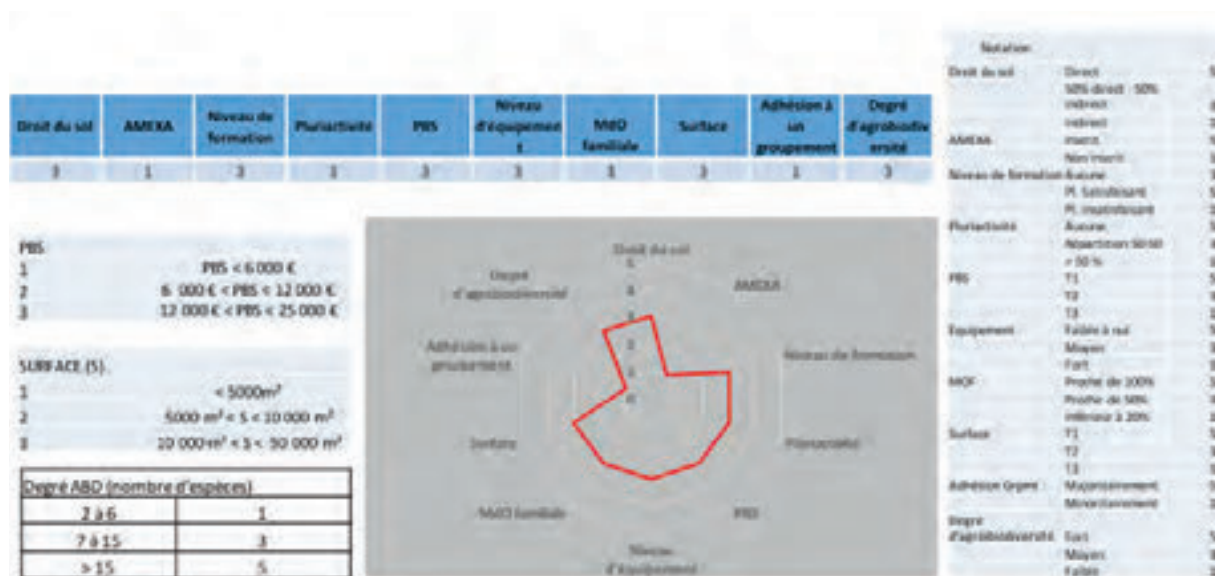 Droit du sol AMEXA Niveau de formation Pluriactivité PBS Niveau d'équipement MdO familiale Surface Adhésion à un groupement Degré d'agrobiodiversité
3 1 3 3 3 3 3 3 1 3
PBS
1 PBS < 6 000 €
2 6 000 € < PBS < 12 000 €
3 12 000 € < PBS < 25 000 €
SURFACE (S)
1 < 5000m²
2 5000 m² < S < 10 000 m²
3 10 000 m² < S < 50 000 m²
Degré ABD (nombre d'espèces)
2 à 6 1
7 à 15 3
> 15 5
Droit du sol
AMEXA
Niveau de formation
Pluriactivité
PBS
Niveau
d'équipement
MdO familiale
Surface
Adhésion à un
groupement
Degré
d'agrobiodiversité
Notation
Droit du sol Direct
50% direct - 50%
indirect
indirect
AMEXA Inscrit
Non inscrit
Niveau de formation Aucune
Pl. Satisfaisant
Pl. Insatisfaisant
Pluriactivité Aucune
Répartition 50-50
> 50 %
PBS T1
T2
T3
Equipement Faible à nul
Moyen
Fort
MOF Proche de 100%
Proche de 50%
Inférieur à 20%
Surface T1
T2
T3
Adhésion Grpmt Majoritairement
Minoritairement
Degré
d'agrobiodiversité Fort
Moyen
Faible